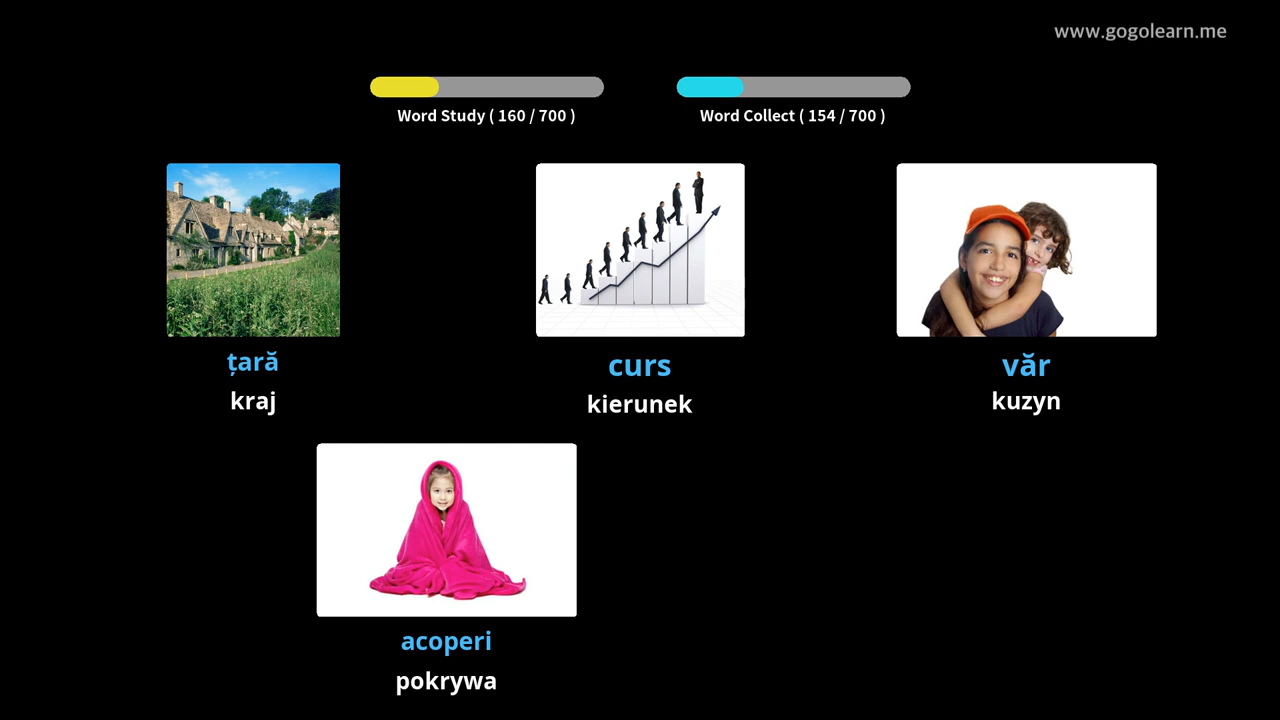 www.gogolearn.me
Word Study ( 160 / 700 )
Word Collect ( 154 / 700 )
țară
kraj
curs
kierunek
văr
kuzyn
acoperi
pokrywa